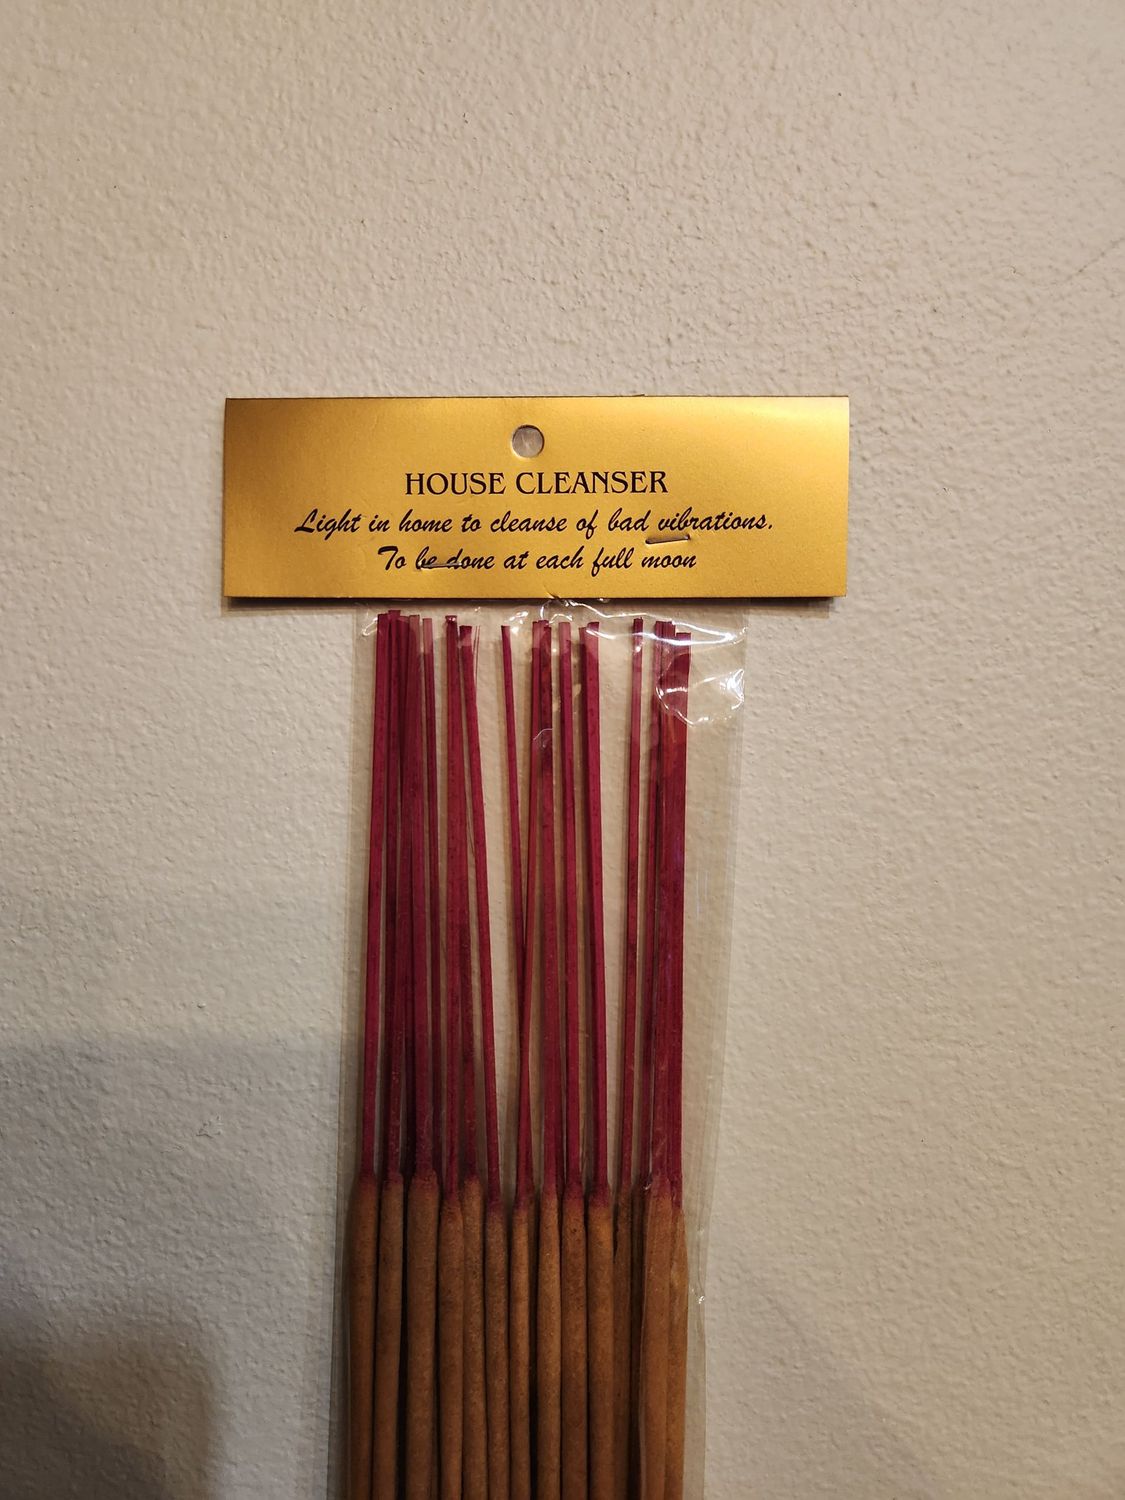 HOUSE CLEANSER
Light in home to cleanse of bad vibrations.
To be done at each full moon